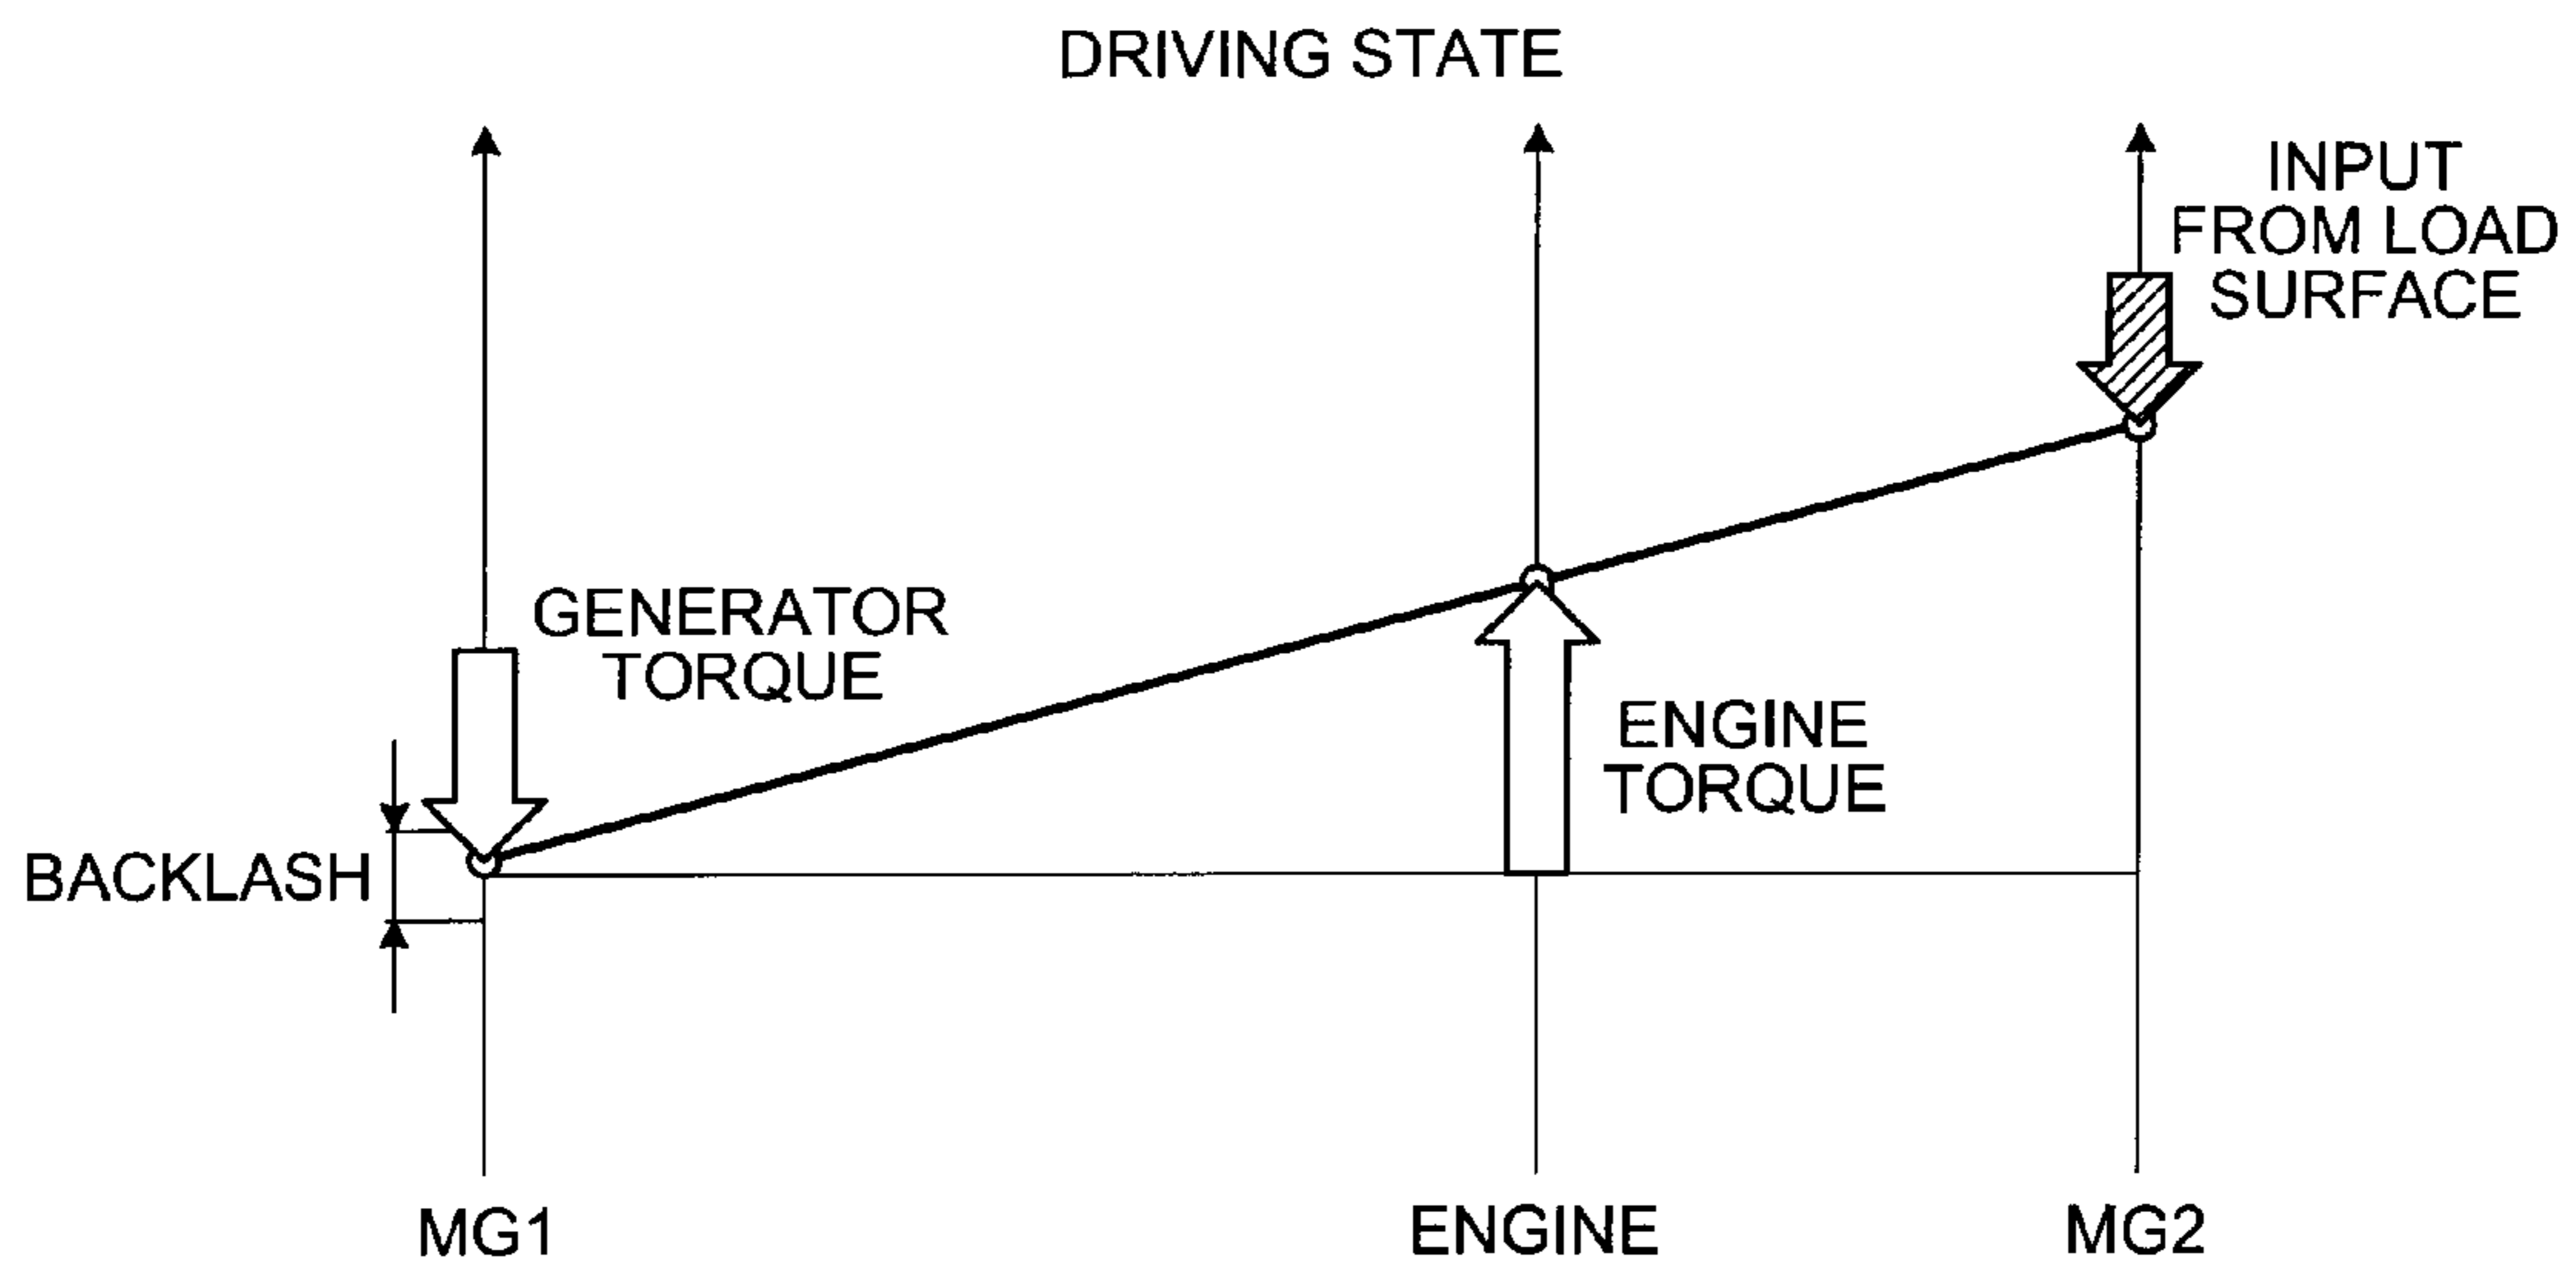 DRIVING STATE
INPUT
FROM LOAD
SURFACE
GENERATOR
TORQUE
ENGINE
TORQUE
BACKLASH
MG1
ENGINE
MG2